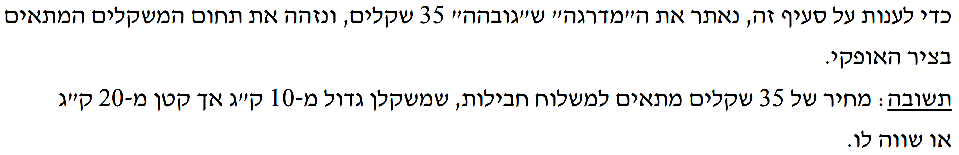 כדי לענות על סעיף זה, נאתר את ה״מדרגה״ ש״גובהה״ 35 שקלים, ונזהה את תחום המשקלים המתאים
בציר האופקי.
תשובה: מחיר של 35 שקלים מתאים למשלוח חבילות, שמשקלן גדול מ-10 ק״ג אך קטן מ-20 ק״ג
או שווה לו.